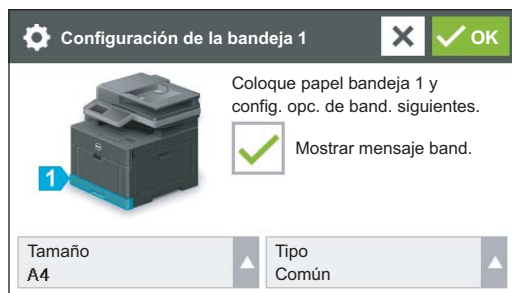 Configuración de la bandeja 1
OK
Coloque papel bandeja 1 y
config. opc. de band. siguientes.
Mostrar mensaje band.
1
Tamaño
A4
Tipo
Común